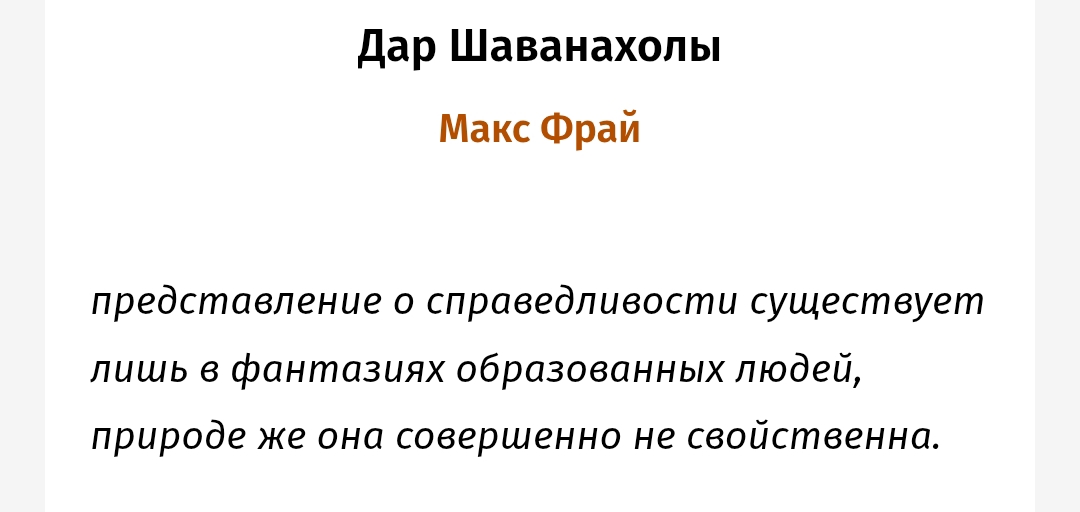 Дар Шаванахолы
Макс Фрай
представление о справедливости существует
лишь в фантазиях образованных людей,
природе же она совершенно не свойственна.